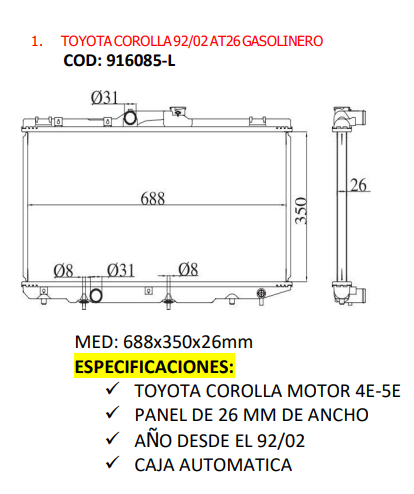 1. TOYOTA COROLLA 92/02 AT26 GASOLINERO
COD: 916085-L
Ø31
688
350
26
Ø8
Ø31
Ø8
MED: 688x350x26mm
ESPECIFICACIONES:
✓ TOYOTA COROLLA MOTOR 4E-5E
✓ PANEL DE 26 MM DE ANCHO
✓ AÑO DESDE EL 92/02
✓ CAJA AUTOMATICA